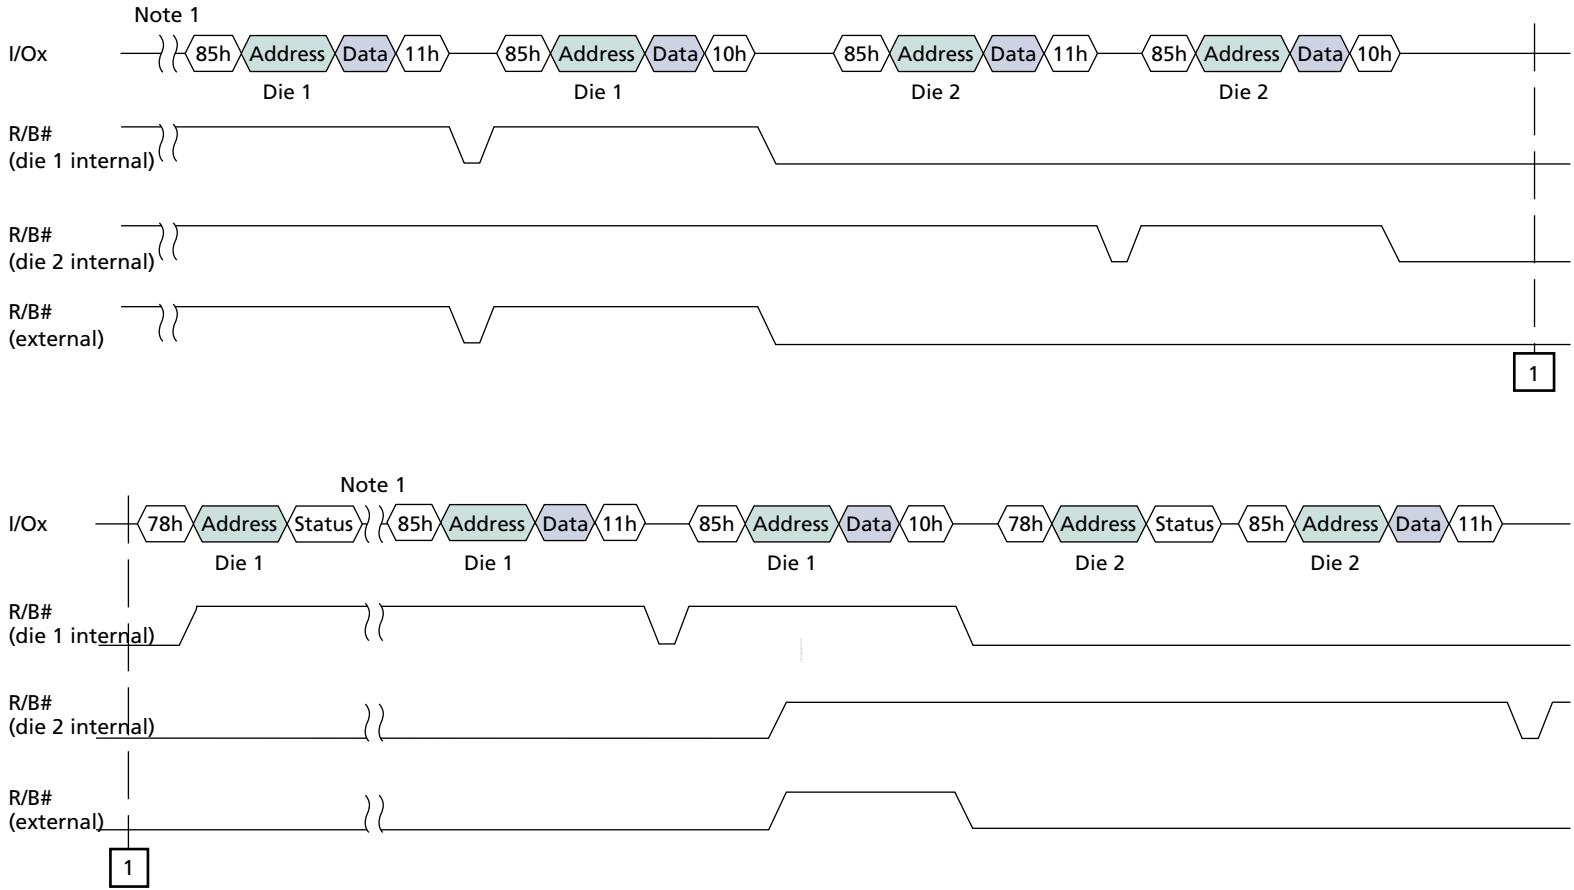 Note 1
I/Ox 85h Address Data 11h 85h Address Data 10h 85h Address Data 11h 85h Address Data 10h
Die 1 Die 1 Die 2 Die 2
R/B#
(die 1 internal)
R/B#
(die 2 internal)
R/B#
(external)
1
Note 1
I/Ox 78h Address Status 85h Address Data 11h 85h Address Data 10h 78h Address Status 85h Address Data 11h
Die 1 Die 1 Die 1 Die 2 Die 2
R/B#
(die 1 internal)
R/B#
(die 2 internal)
R/B#
(external)
1